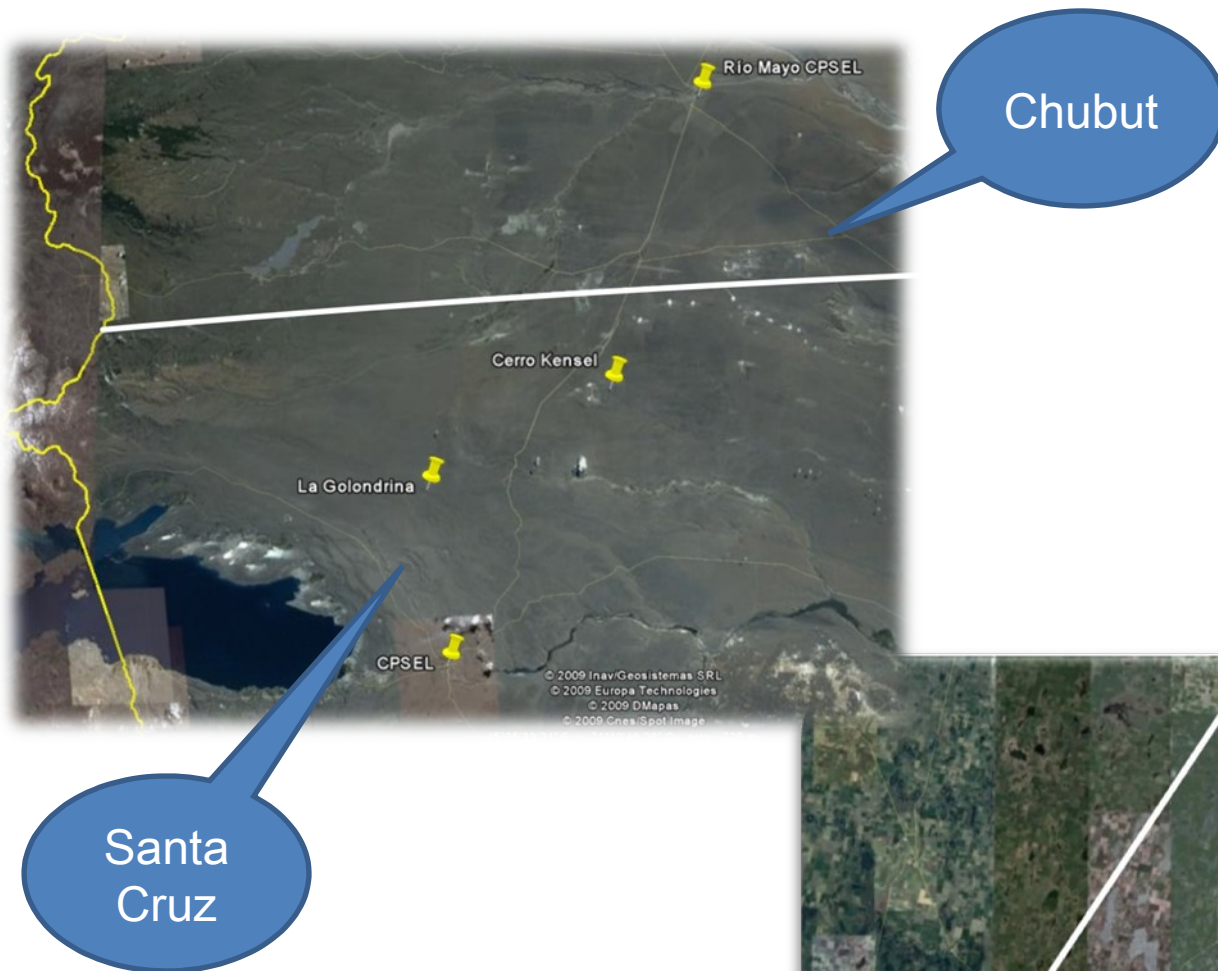 Río Mayo CPSEL
Chubut
Cerro Kensel
La Golondrina
CPSEL
© 2009 Inav/Geosistemas SRL
© 2009 Europa Technologies
© 2009 DMapas
© 2009 Cnes/Spot Image
Santa
Cruz